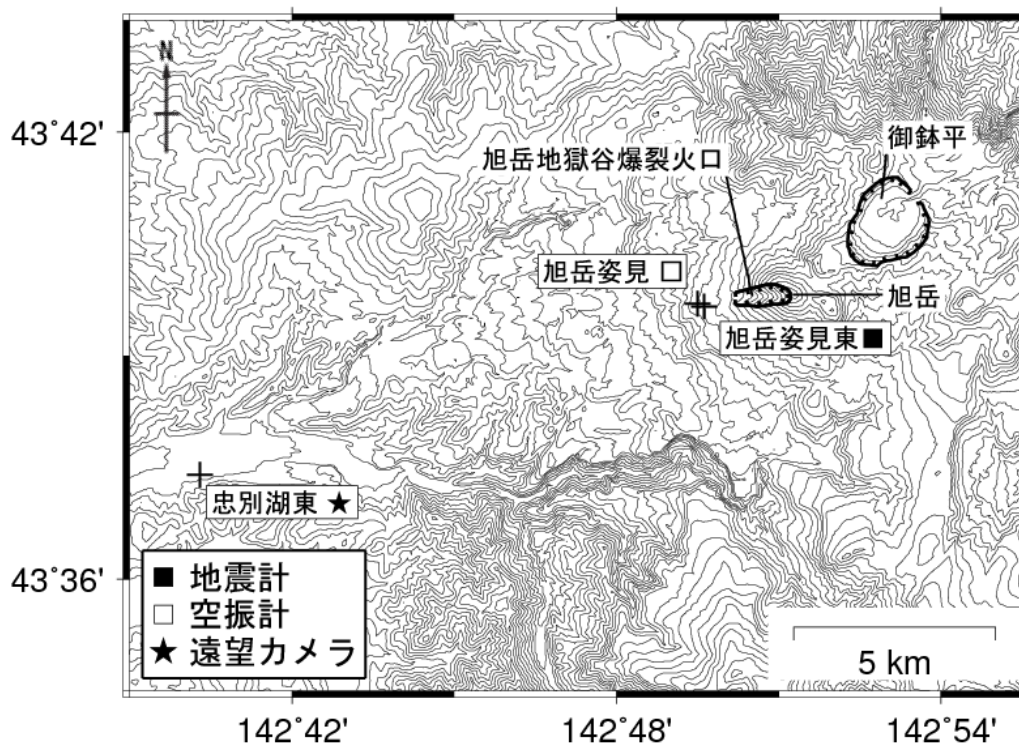 N
43°42'
御鉢平
旭岳地獄谷爆裂火口
旭岳姿見 □
旭岳
旭岳姿見東■
忠別湖東 ★
43°36'
■ 地震計
□ 空振計
★ 遠望カメラ
5 km
142°42'
142°48'
142°54'